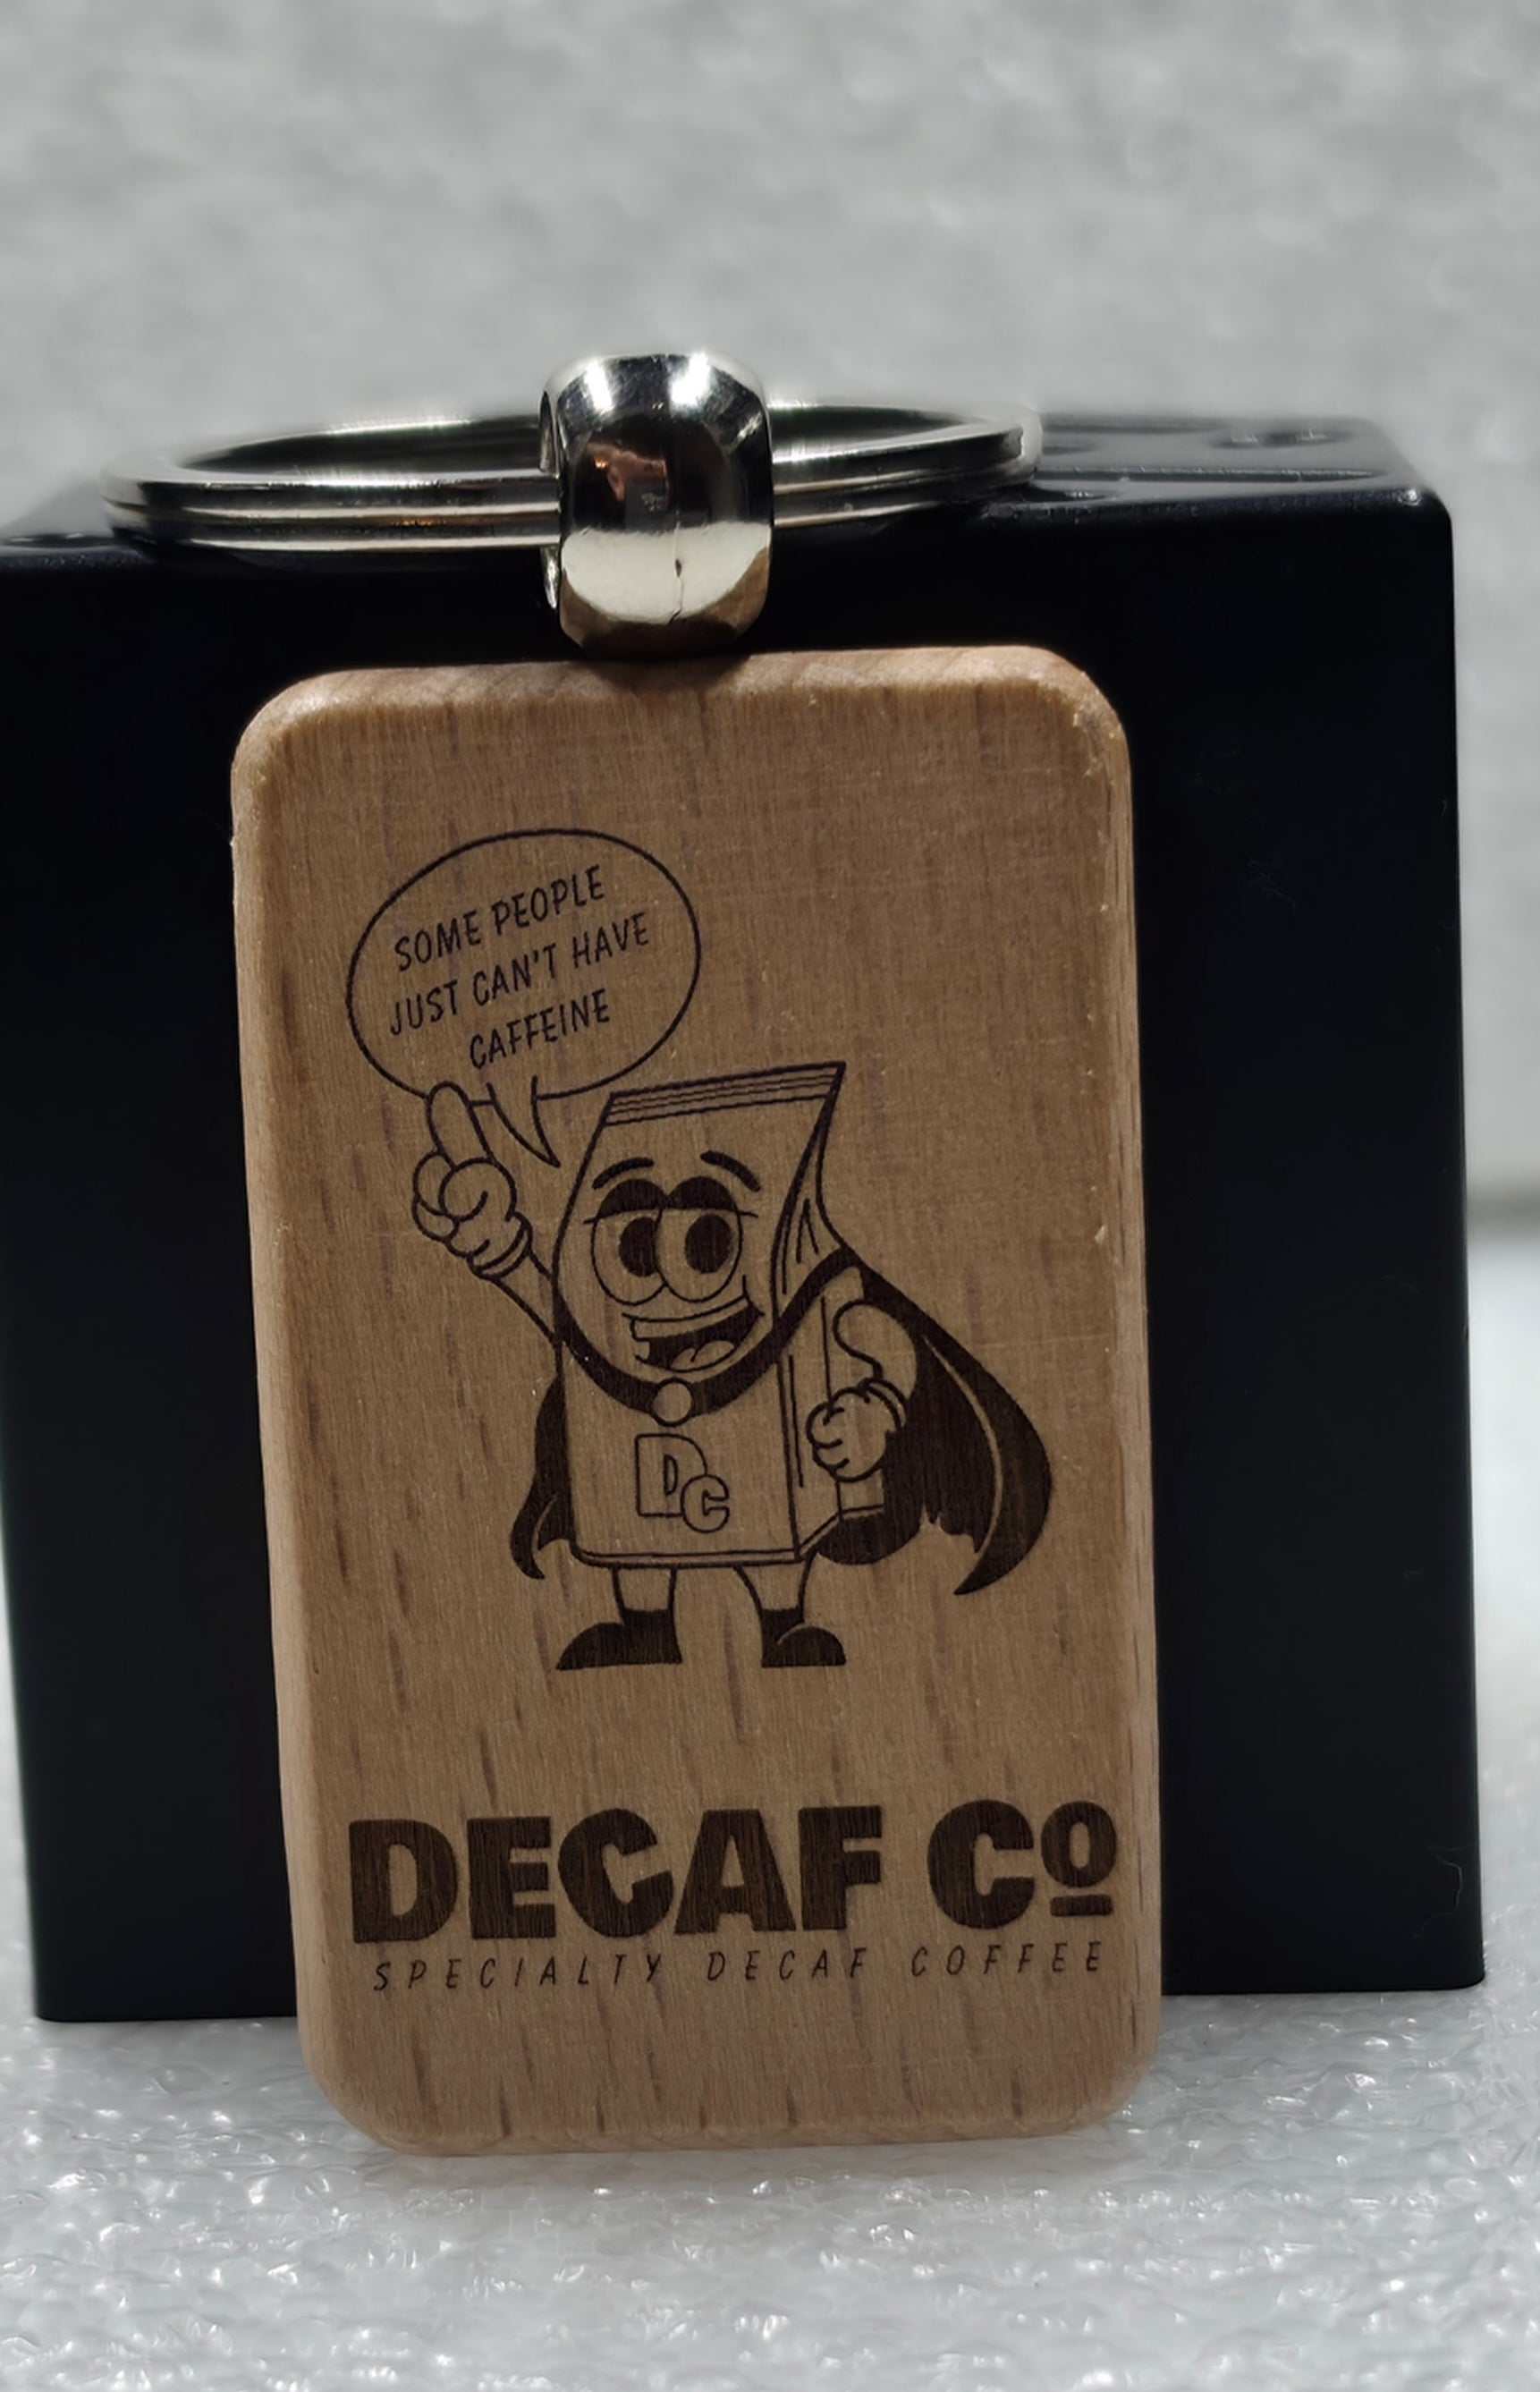 SOME PEOPLE
JUST CAN'T HAVE
CAFFEINE
DC
DECAF CO
SPECIALTY DECAF COFFEE